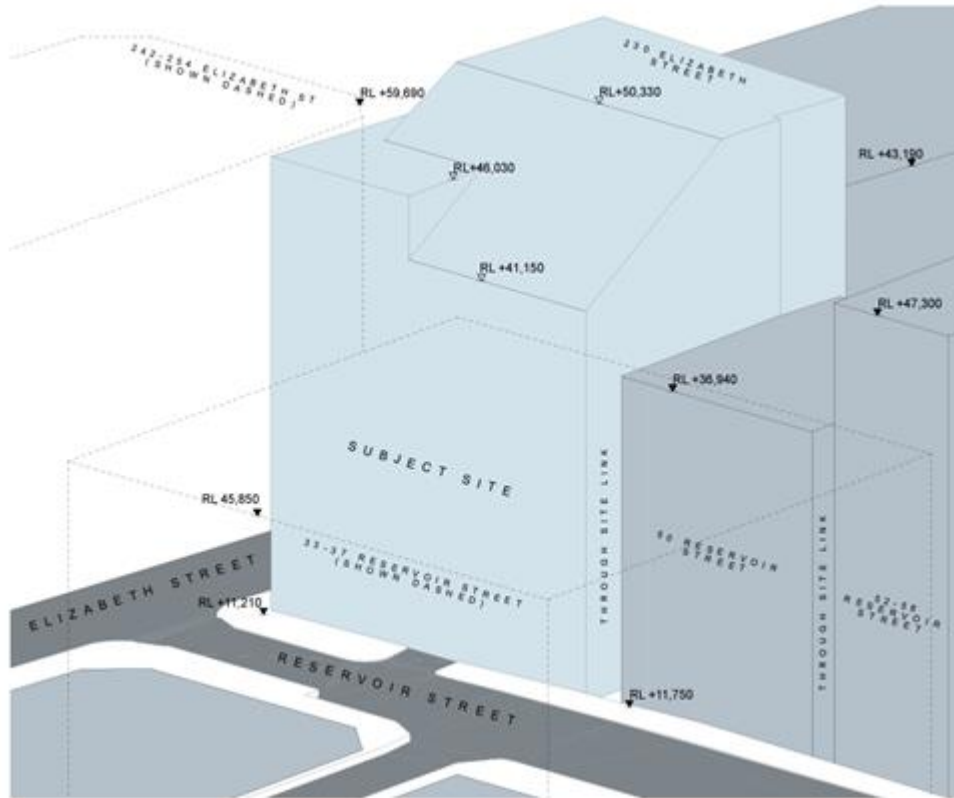 242-254 ELIZABETH ST
(SHOWN DASHED)
230 ELIZABETH
STREET
RL +59,690
RL+50,330
RL+46,030
RL +43,190
RL +41,150
RL +47,300
RL +36,940
SUBJECT SITE
THROUGH SITE LINK
RL 45,850
33-37 RESERVOIR STREET
(SHOWN DASHED)
50 RESERVOIR
STREET
THROUGH SITE LINK
52-58
RESERVOIR
STREET
ELIZABETH STREET
RL +11,210
RESERVOIR STREET
RL +11,750